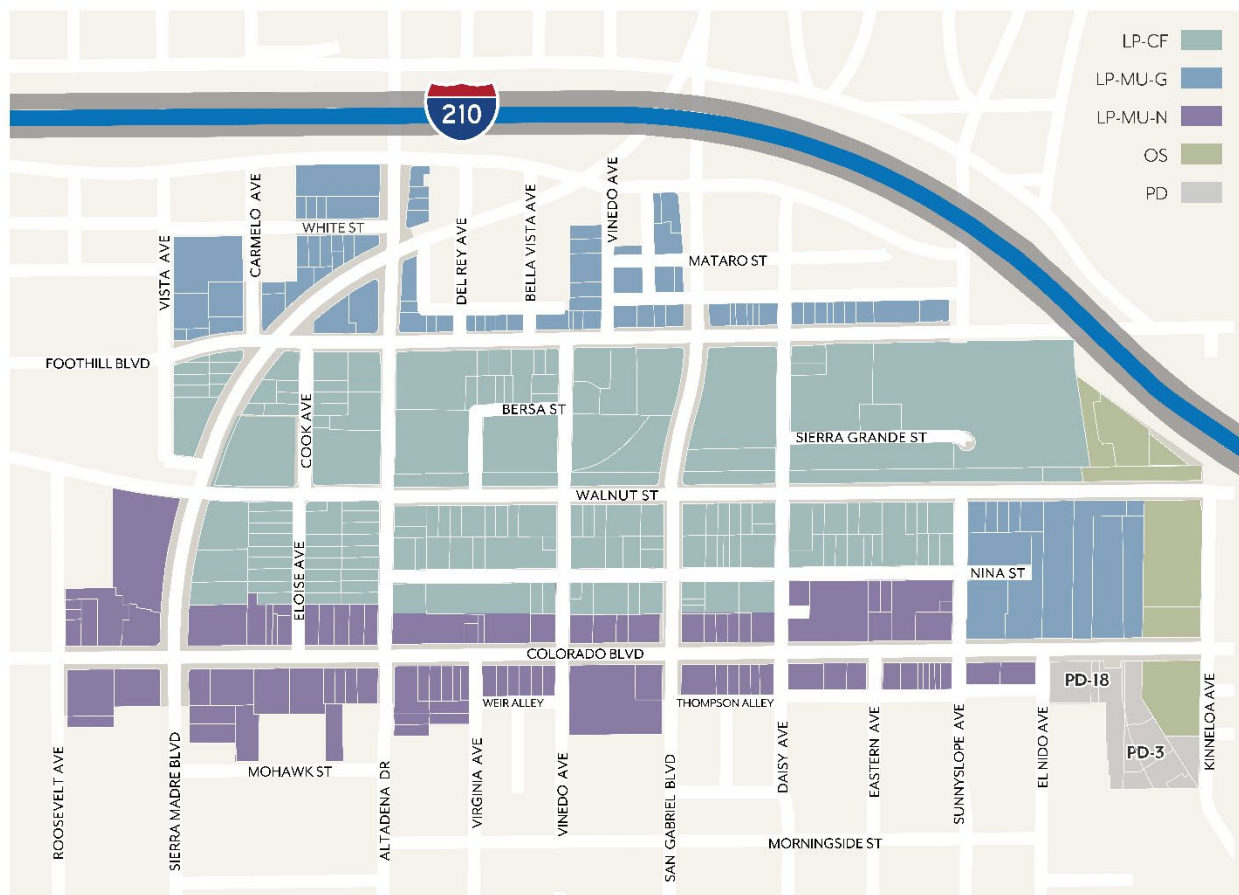 LP-CF
LP-MU-G
LP-MU-N
OS
PD
210
VISTA AVE
CARMELO AVE
WHITE ST
DEL REY AVE
BELLA VISTA AVE
VINEDO AVE
MATARO ST
FOOTHILL BLVD
COOK AVE
BERSA ST
SIERRA GRANDE ST
WALNUT ST
ELOISE AVE
NINA ST
COLORADO BLVD
PD-18
WEIR ALLEY
THOMPSON ALLEY
PD-3
ROOSEVELT AVE
SIERRA MADRE BLVD
MOHAWK ST
ALTADENA DR
VIRGINIA AVE
VINEDO AVE
SAN GABRIEL BLVD
DAISY AVE
EASTERN AVE
SUNNYSLOPE AVE
EL NIDO AVE
KINNELOA AVE
MORNINGSIDE ST